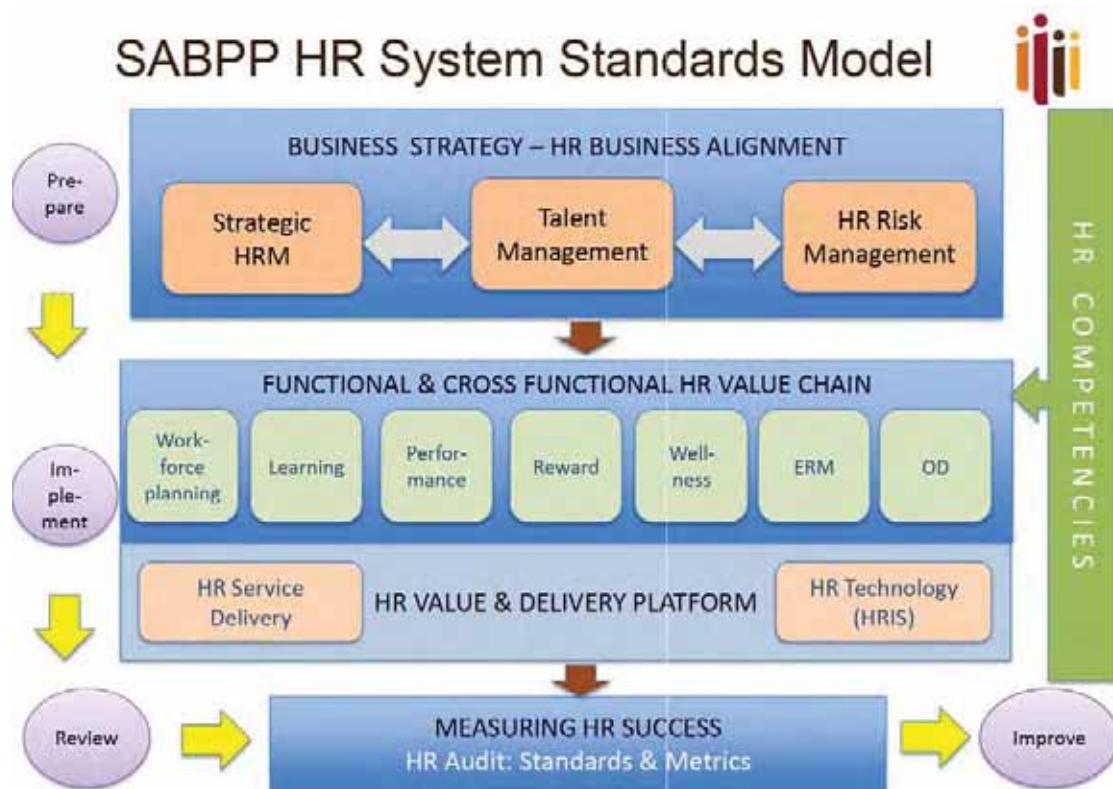 SABPP HR System Standards Model
BUSINESS STRATEGY – HR BUSINESS ALIGNMENT
Pre-
pare
Strategic
HRM
Talent
Management
HR Risk
Management
FUNCTIONAL & CROSS FUNCTIONAL HR VALUE CHAIN
Im-
ple-
ment
Work-
force
planning
Learning
Perfor-
mance
Reward
Well-
ness
ERM
OD
HR Service
Delivery
HR VALUE & DELIVERY PLATFORM
HR Technology
(HRIS)
HR COMPETENCIES
Review
MEASURING HR SUCCESS
HR Audit: Standards & Metrics
Improve